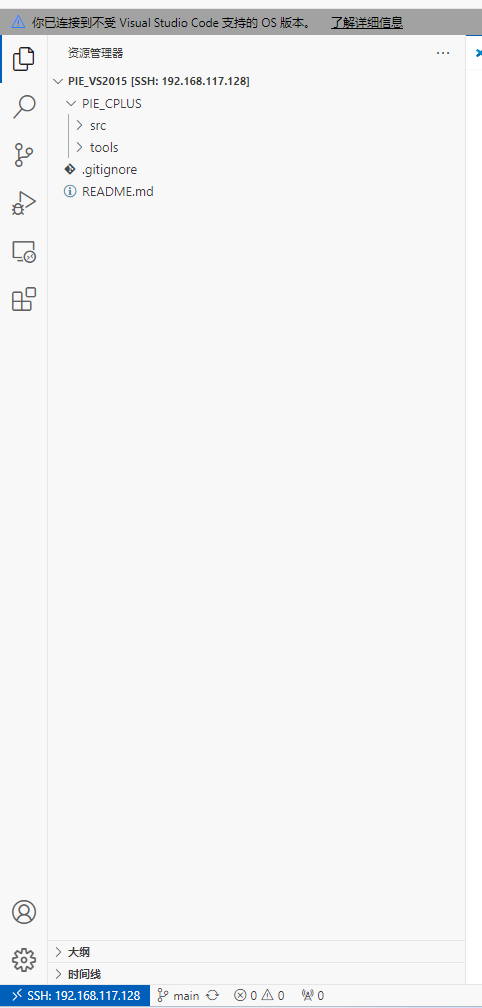 你已连接到不受 Visual Studio Code 支持的 OS 版本。 了解详细信息
资源管理器 ...
PIE_VS2015 [SSH: 192.168.117.128]
PIE_CPLUS
src
tools
.gitignore
README.md
大纲
时间线
SSH: 192.168.117.128 main 0 0 0